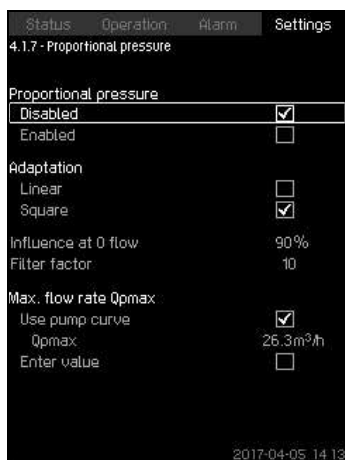 Status Operation Alarm Settings
4.1.7 - Proportional pressure
Proportional pressure
Disabled
Enabled
Adaptation
Linear
Square
Influence at 0 flow 90%
Filter factor 10
Max. flow rate Qpmax
Use pump curve
Qpmax 26.3m³/h
Enter value
2017-04-05 14:13